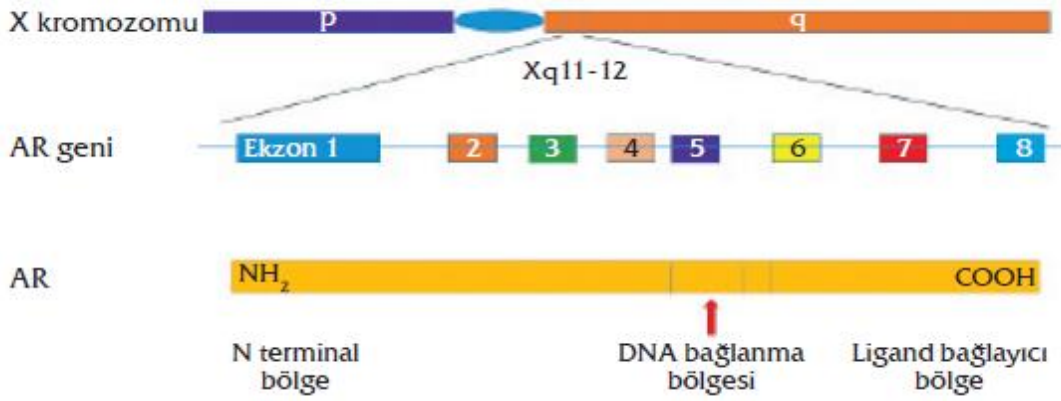 X kromozomu p q
Xq11-12
AR geni Ekzon 1 2 3 4 5 6 7 8
AR NH₂ COOH
N terminal bölge
DNA bağlanma bölgesi
Ligand bağlayıcı bölge